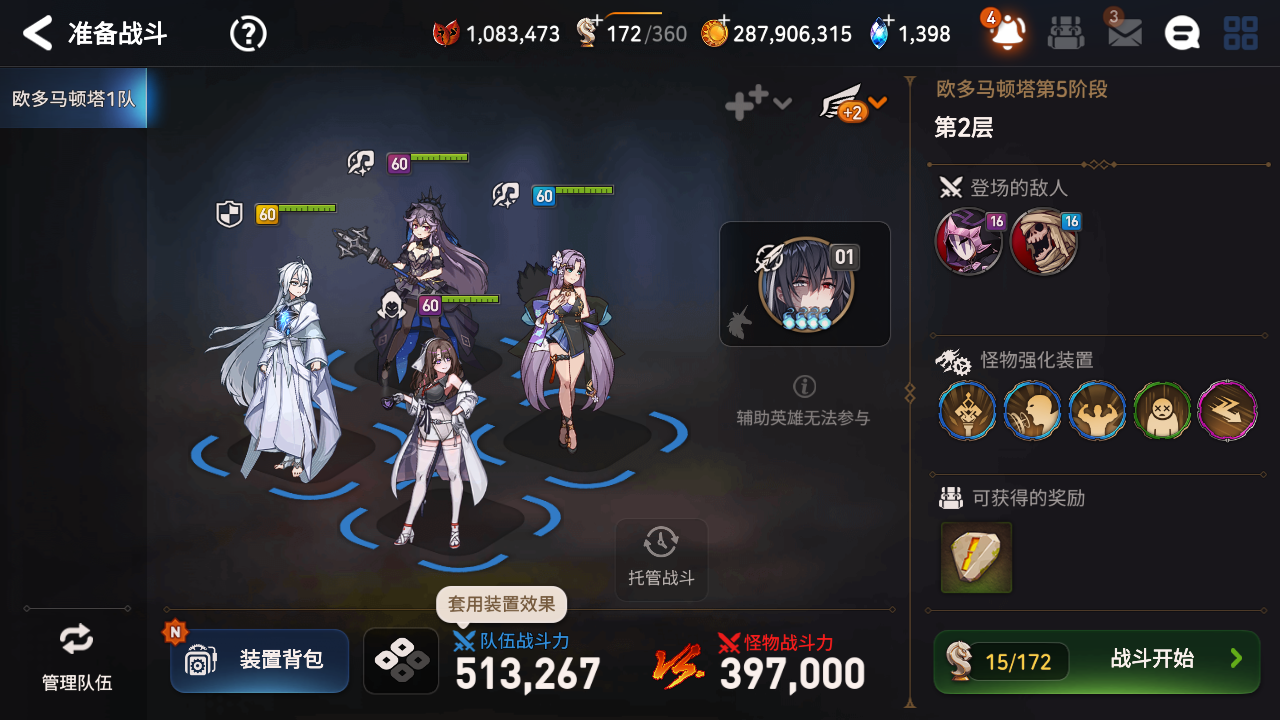 准备战斗
?
1,083,473
172/360
287,906,315
1,398
4
3
欧多马顿塔1队
+2
60
60
60
60
01
辅助英雄无法参与
托管战斗
欧多马顿塔第5阶段
第2层
登场的敌人
16
16
怪物强化装置
可获得的奖励
管理队伍
N
装置背包
套用装置效果
队伍战斗力
513,267
VS.
怪物战斗力
397,000
15/172
战斗开始